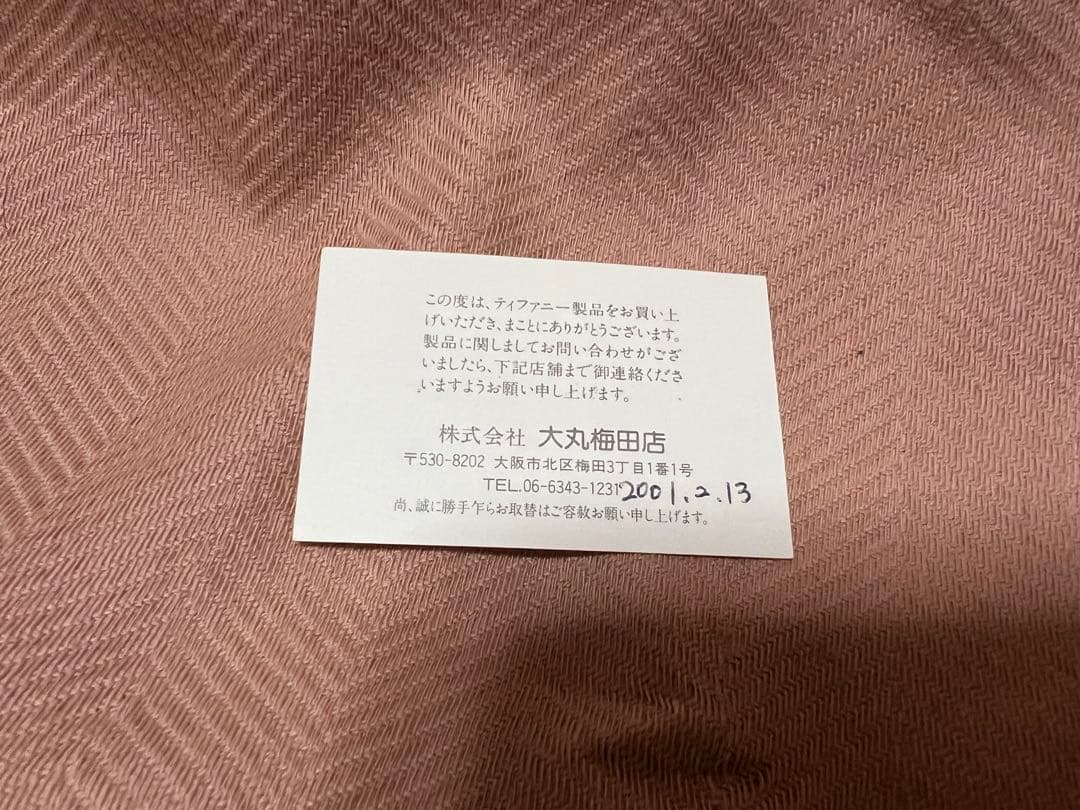 この度は、ティファニー製品をお買い上
げいただき、まことにありがとうございます。
製品に関しましてお問い合わせがござ
いましたら、下記店舗まで御連絡くださ
いますようお願い申し上げます。
株式会社 大丸梅田店
〒530-8202 大阪市北区梅田3丁目1番1号
TEL.06-6343-1231 2001.2.13
尚、誠に勝手乍らお取替はご容赦お願い申し上げます。